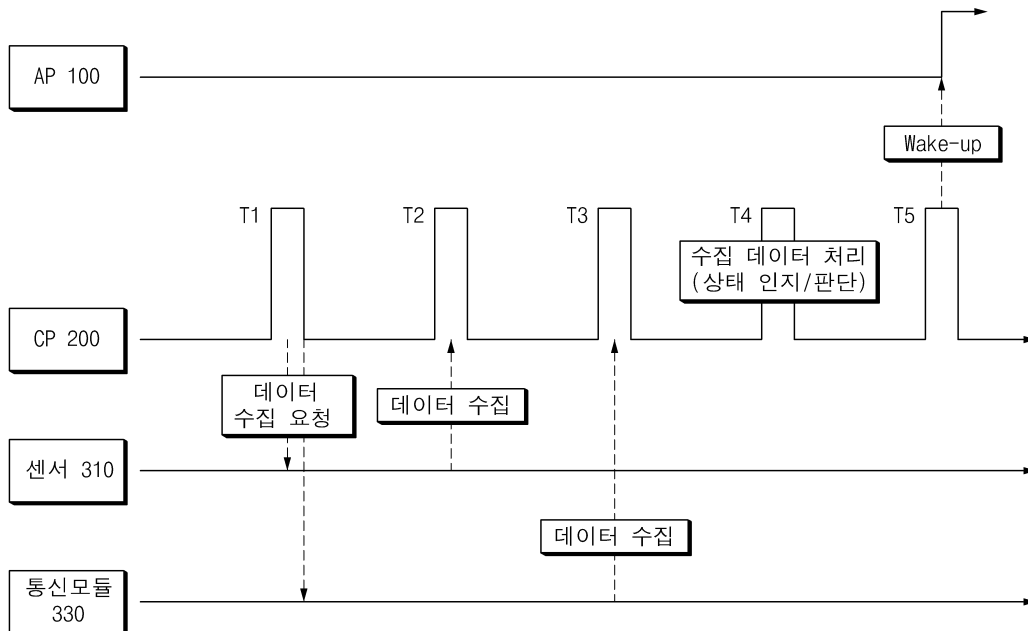 AP 100
Wake-up
T1
T2
T3
T4
T5
수집 데이터 처리
(상태 인지/판단)
CP 200
데이터
수집 요청
데이터 수집
센서 310
데이터 수집
통신모듈
330